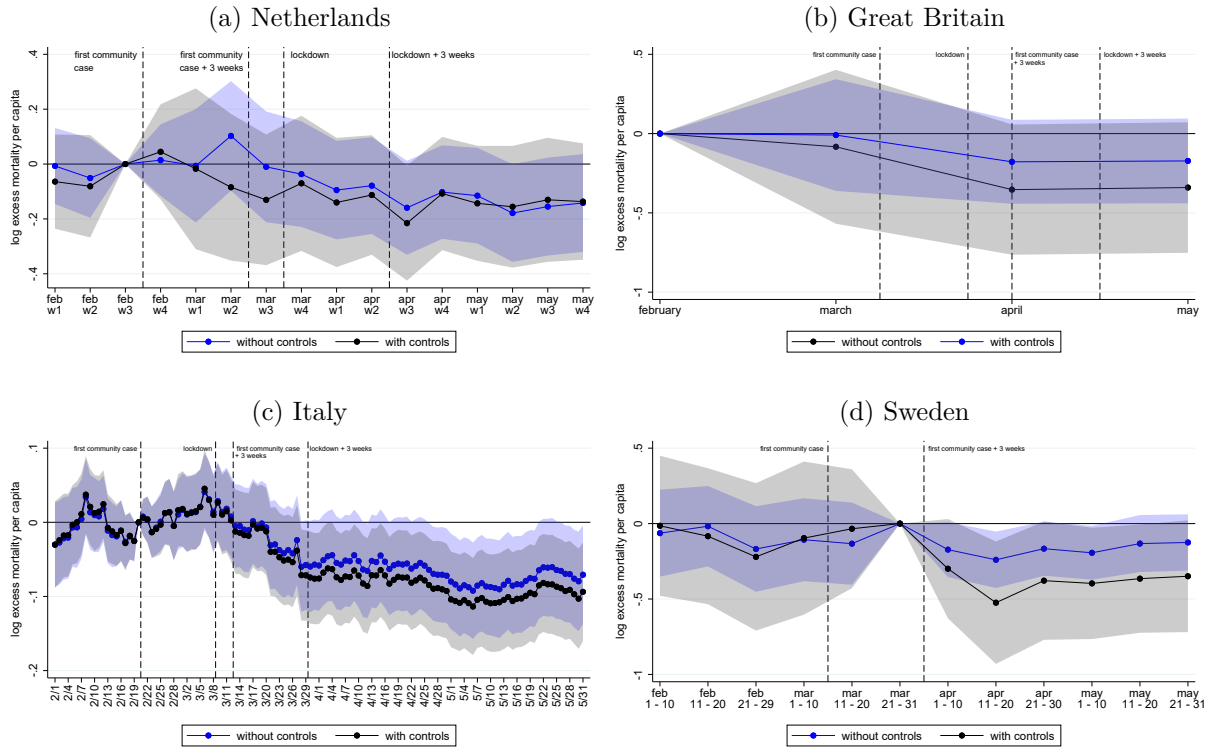 (a) Netherlands
log excess mortality per capita
.4
.2
0
-.2
-.4
first community
case
first community
case + 3 weeks
lockdown
lockdown + 3 weeks
feb
w1
feb
w2
feb
w3
feb
w4
mar
w1
mar
w2
mar
w3
mar
w4
apr
w1
apr
w2
apr
w3
apr
w4
may
w1
may
w2
may
w3
may
w4
without controls
with controls
(b) Great Britain
log excess mortality per capita
.5
0
-.5
-1
first community case
lockdown
first community case
+ 3 weeks
lockdown + 3 weeks
february
march
april
may
without controls
with controls
(c) Italy
log excess mortality per capita
.1
0
-.1
-.2
first community case
lockdown
first community case
+ 3 weeks
lockdown + 3 weeks
2/1
2/4
2/7
2/10
2/13
2/16
2/19
2/22
2/25
2/28
3/2
3/5
3/8
3/11
3/14
3/17
3/20
3/23
3/26
3/29
4/1
4/4
4/7
4/10
4/13
4/16
4/19
4/22
4/25
4/28
5/1
5/4
5/7
5/10
5/13
5/16
5/19
5/22
5/25
5/28
5/31
without controls
with controls
(d) Sweden
log excess mortality per capita
.5
0
-.5
-1
first community case
first community case + 3 weeks
feb
1 - 10
feb
11 - 20
feb
21 - 29
mar
1 - 10
mar
11 - 20
mar
21 - 31
apr
1 - 10
apr
11 - 20
apr
21 - 30
may
1 - 10
may
11 - 20
may
21 - 31
without controls
with controls